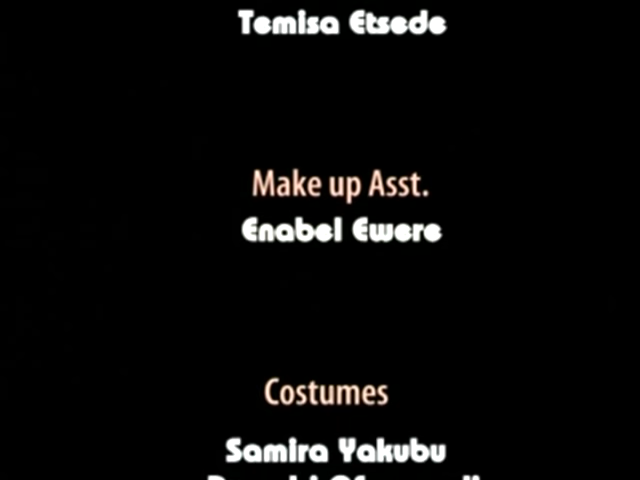 Temisa Etsede
Make up Asst.
Enabel Ewere
Costumes
Samira Yakubu